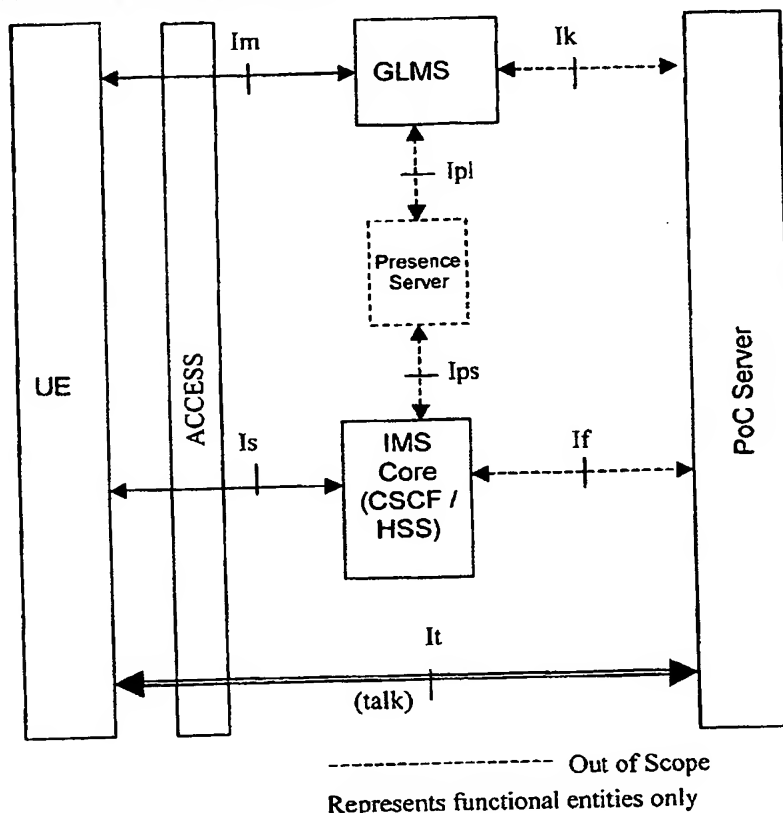 Im
Ik
GLMS
Ipl
Presence
Server
Ips
UE
ACCESS
PoC Server
Is
IMS
Core
(CSCF /
HSS)
If
It
(talk)
Out of Scope
Represents functional entities only